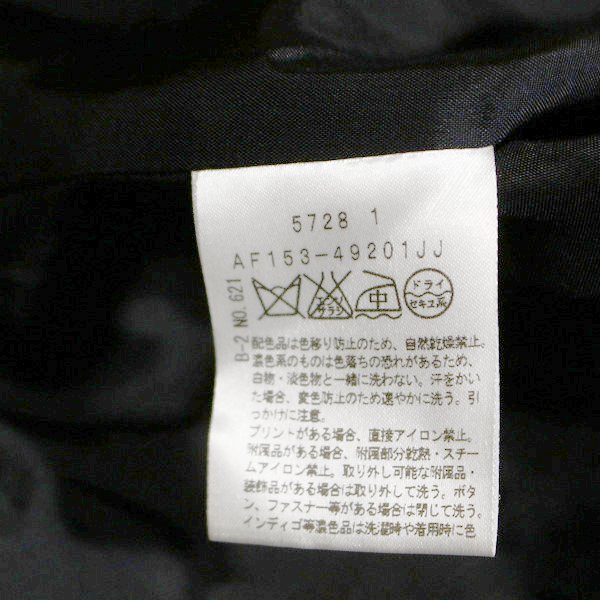 5728 1
AF153-49201JJ
B-2 NO.621
エンソ
サラシ
中
ドライ
セキユ系
配色品は色移り防止のため、自然乾燥禁止。
濃色系のものは色落ちの恐れがあるため、
白物・淡色物と一緒に洗わない。汗をかい
た場合、変色防止のため速やかに洗う。引
っかけに注意。
プリントがある場合、直接アイロン禁止。
附属品がある場合、附属部分乾熱・スチー
ムアイロン禁止。取り外し可能な附属品・
装飾品がある場合は取り外して洗う。ボタ
ン、ファスナー等がある場合は閉じて洗う。
インディゴ等濃色品は洗濯時や着用時に色